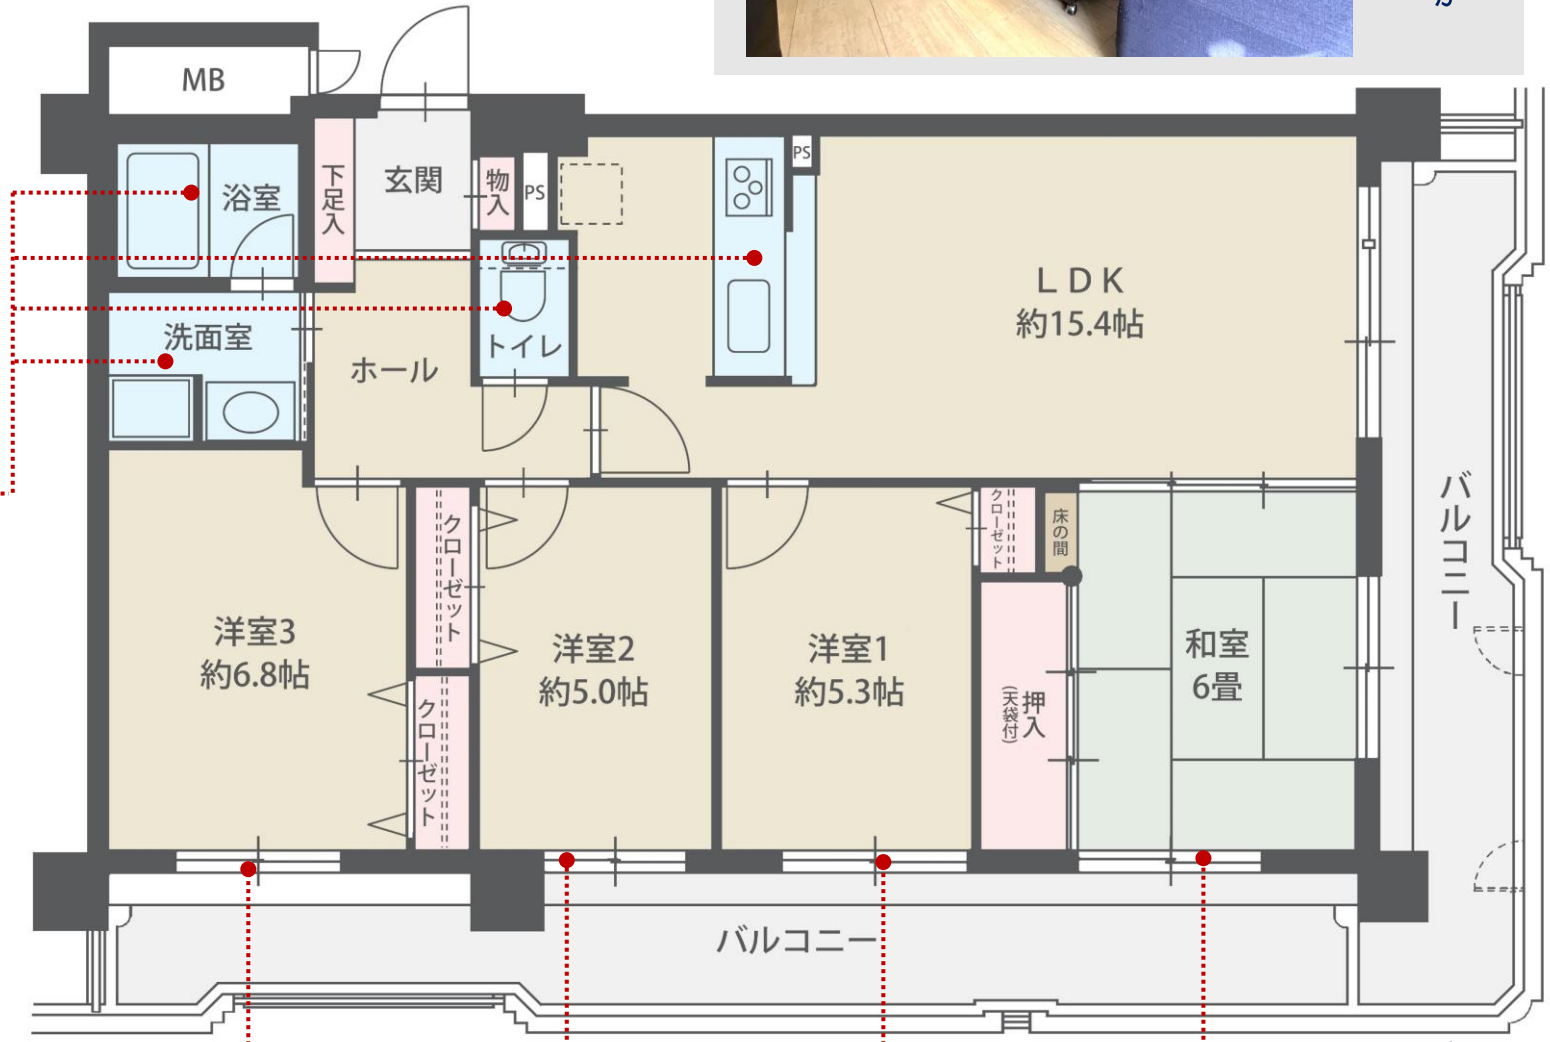 か
MB
浴室
下足入
玄関
物入
PS
PS
LDK
約15.4帖
洗面室
トイレ
ホール
バルコニー
クローゼット
クローゼット
床の間
洋室3
約6.8帖
洋室2
約5.0帖
洋室1
約5.3帖
和室
6畳
押入
(天袋付)
クローゼット
バルコニー